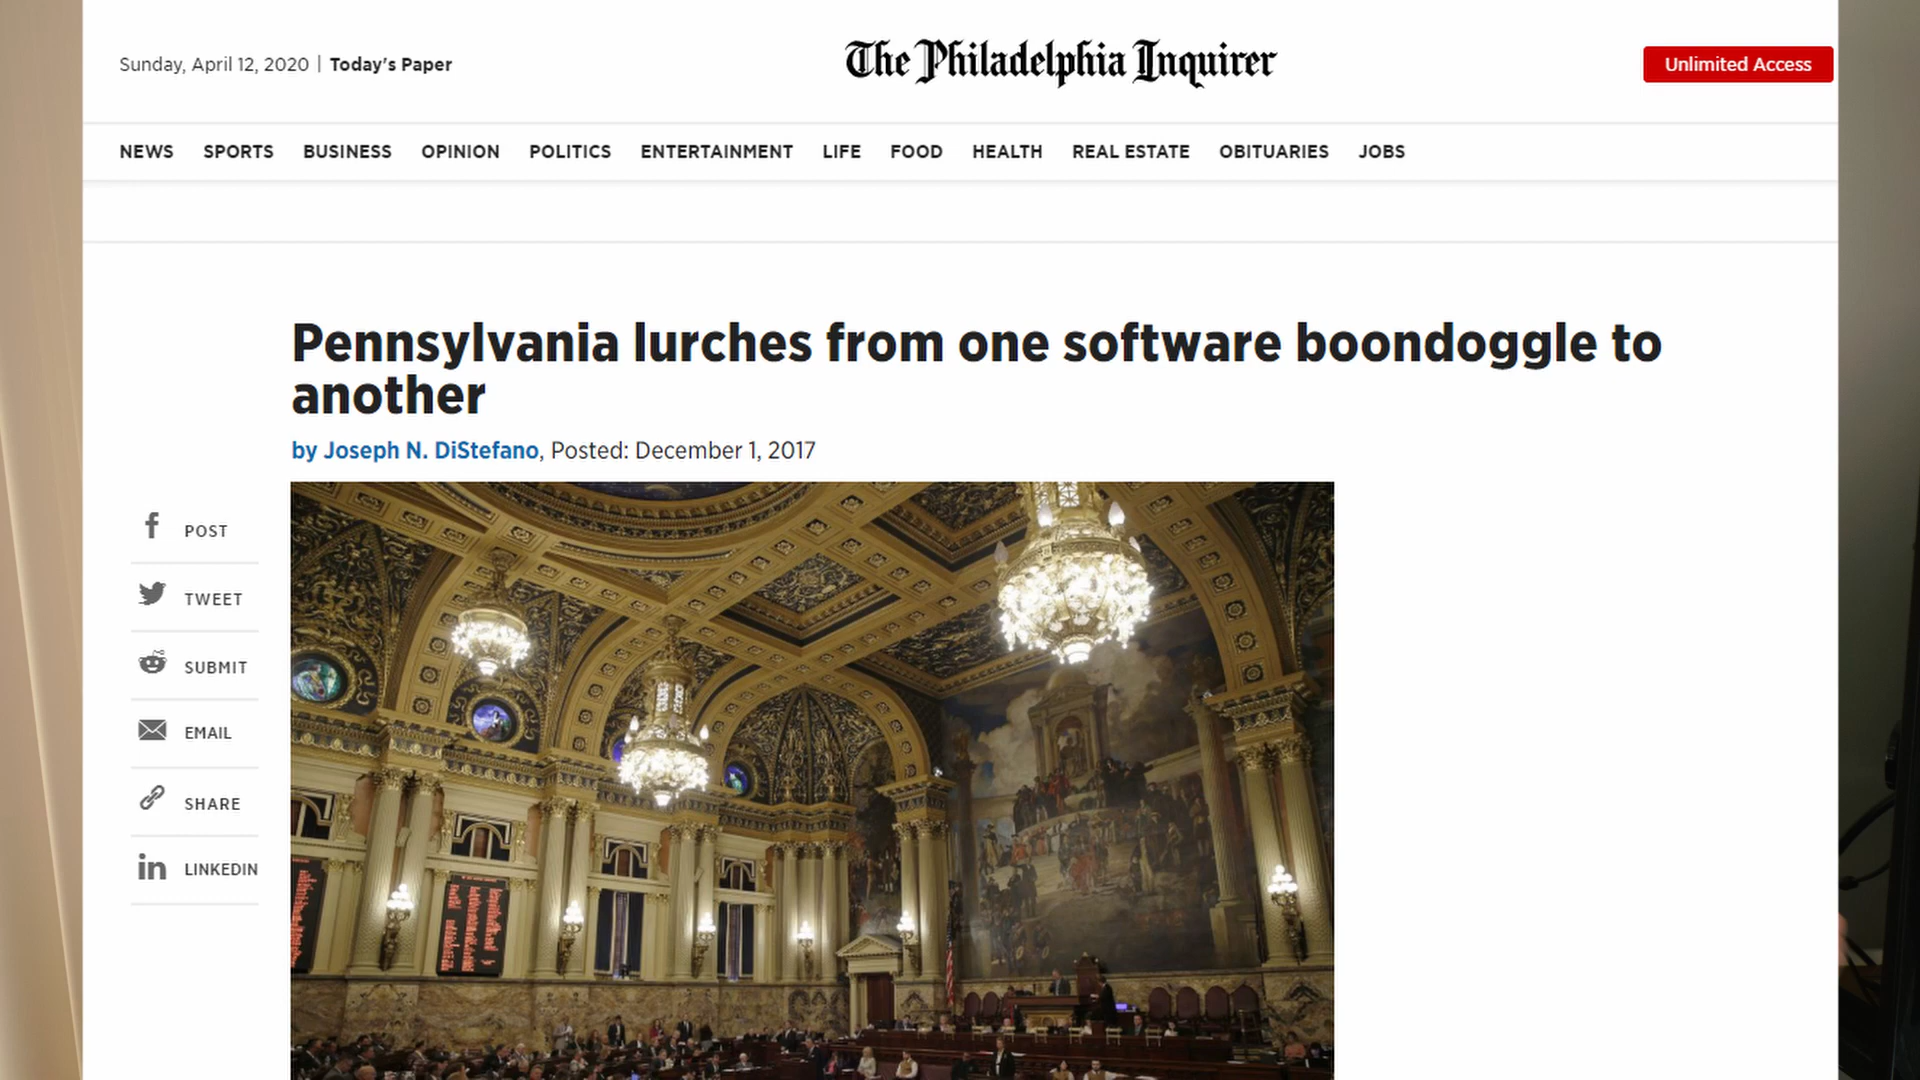 Sunday, April 12, 2020 | Today's Paper
The Philadelphia Inquirer
Unlimited Access
NEWS SPORTS BUSINESS OPINION POLITICS ENTERTAINMENT LIFE FOOD HEALTH REAL ESTATE OBITUARIES JOBS
Pennsylvania lurches from one software boondoggle to
another
by Joseph N. DiStefano, Posted: December 1, 2017
POST
TWEET
SUBMIT
EMAIL
SHARE
in LINKEDIN